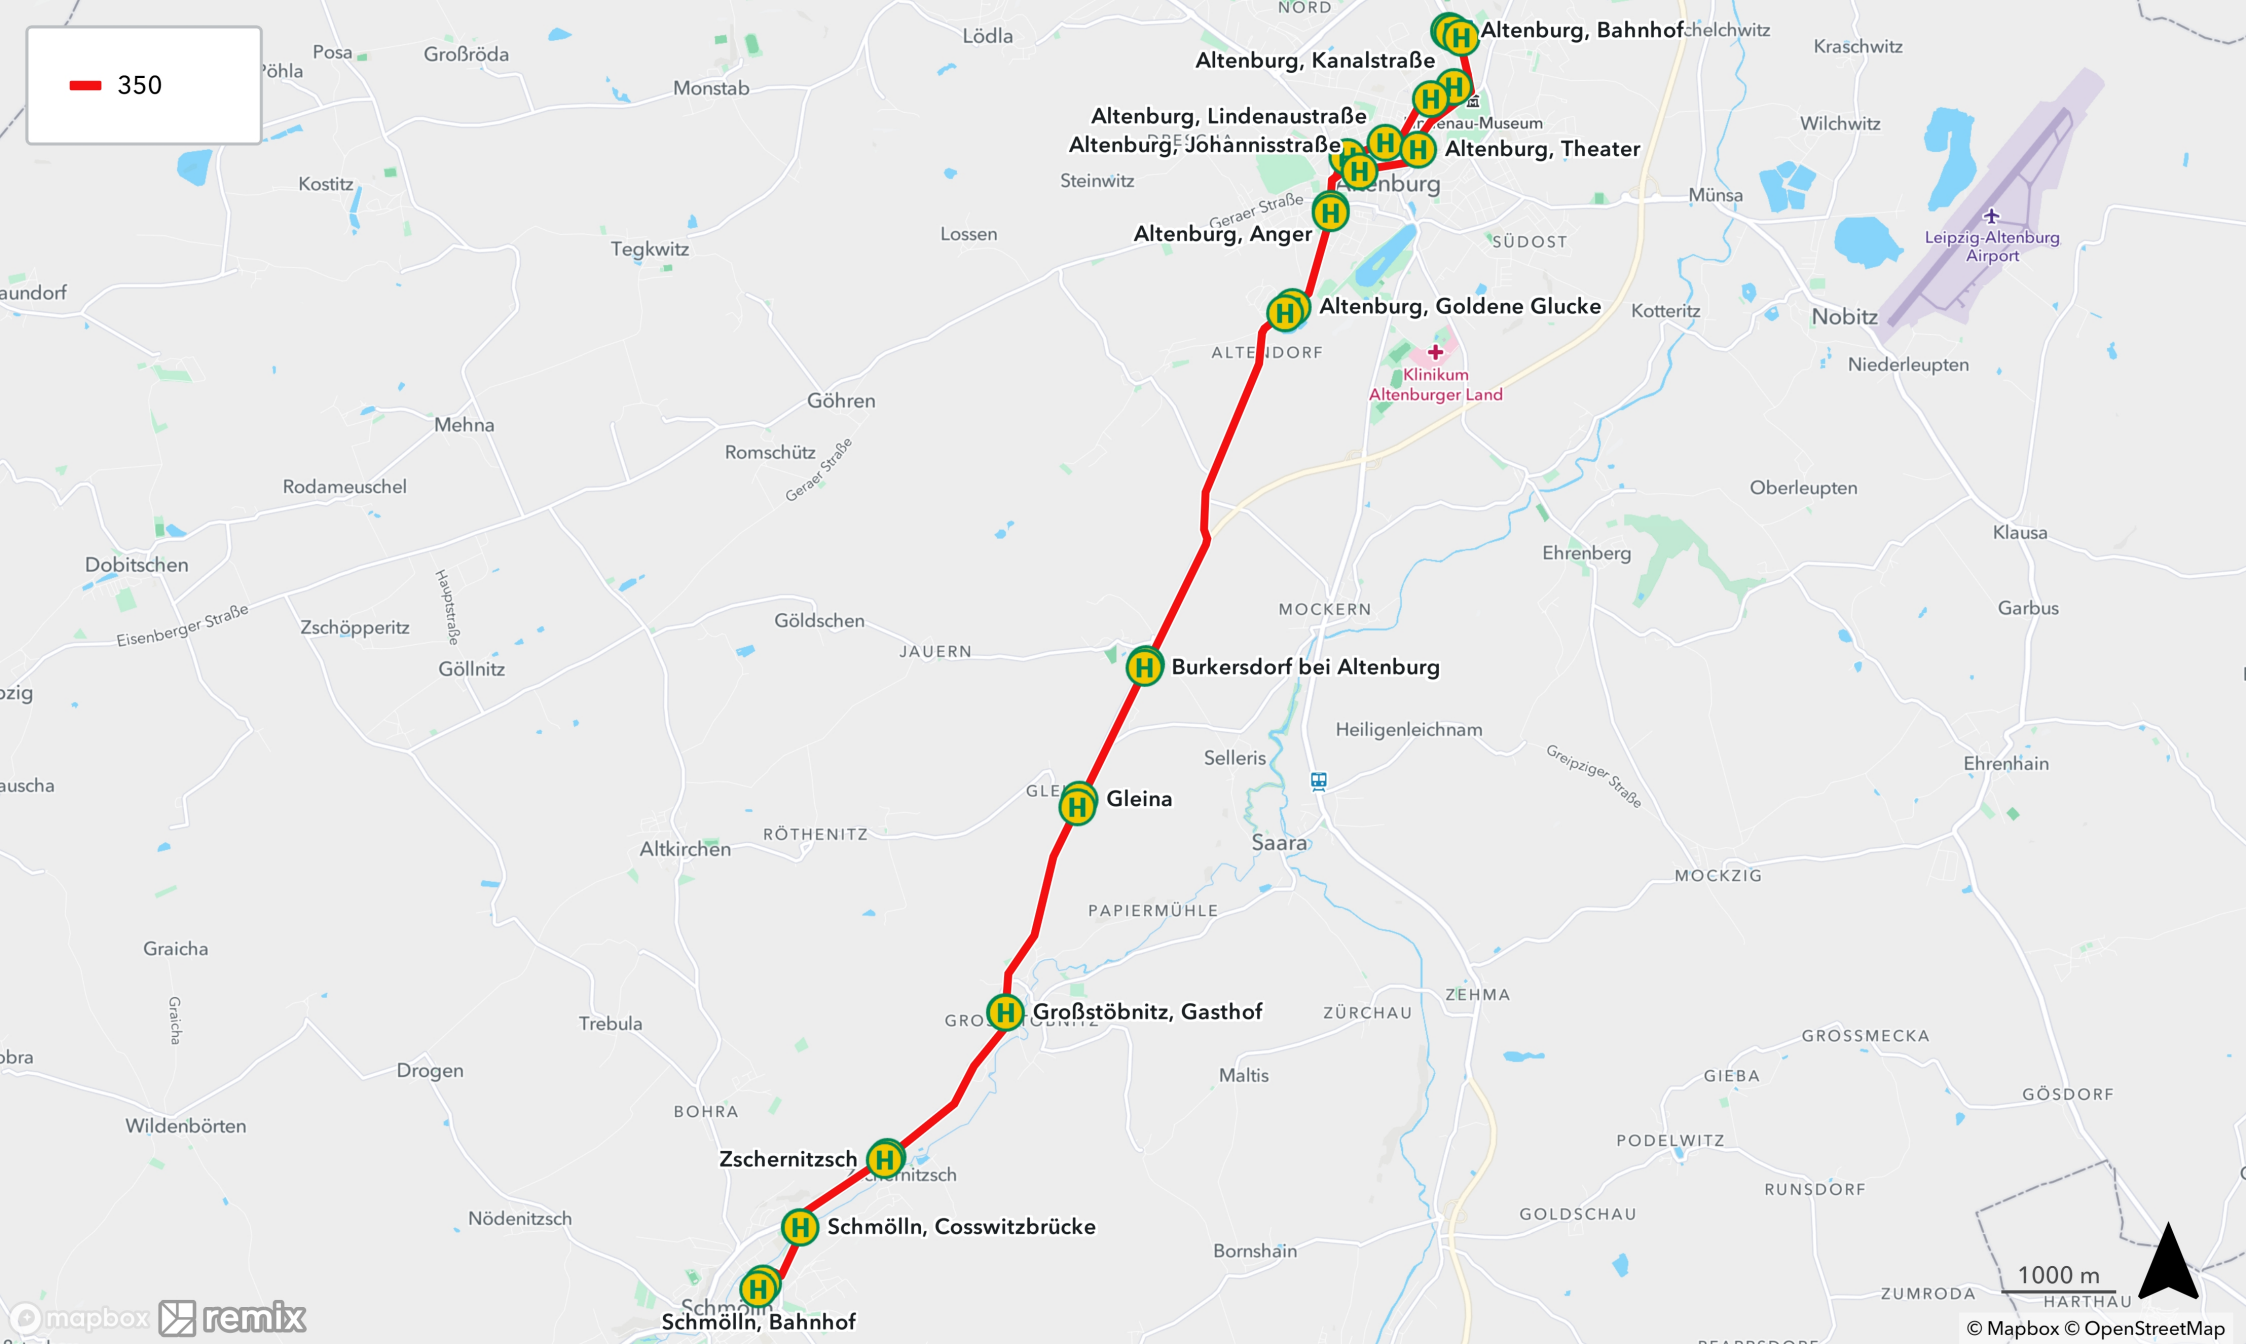 350
NORD
Altenburg, Bahnhof
Posa
Großröda
Lödla
Kraschwitz
Altenburg, Kanalstraße
Monstab
Altenburg, Lindenaustraße
Wilchwitz
Altenburg, Johannisstraße
Altenburg, Theater
Kostitz
Steinwitz
Altenburg
Münsa
Geraer Straße
Tegkwitz
Lossen
Altenburg, Anger
SÜDOST
Leipzig-Altenburg
Airport
Altenburg, Goldene Glucke
Kotteritz
Nobitz
ALTENDORF
Klinikum
Altenburger Land
Niederleupten
Göhren
Mehna
Romschütz
Geraer Straße
Rodameuschel
Oberleupten
Klausa
Dobitschen
Ehrenberg
Hauptstraße
Eisenberger Straße
Zschöpperitz
Göldschen
MOCKERN
Garbus
JAUERN
Göllnitz
Burkersdorf bei Altenburg
Heiligenleichnam
Selleris
Greipziger Straße
Ehrenhain
Gleina
RÖTHENITZ
Altkirchen
Saara
MOCKZIG
PAPIERMÜHLE
Graicha
Graicha
ZEHMA
Großstöbnitz, Gasthof
ZÜRCHAU
Trebula
GROSSMECKA
Drogen
Maltis
GIEBA
GÖSDORF
BOHRA
Wildenbörten
PODELWITZ
Zschernitzsch
RUNSDORF
Nödenitzsch
GOLDSCHAU
Schmölln, Cosswitzbrücke
Bornshain
1000 m
ZUMRODA
HARTHAU
Schmölln
Schmölln, Bahnhof
mapbox
remix
© Mapbox © OpenStreetMap